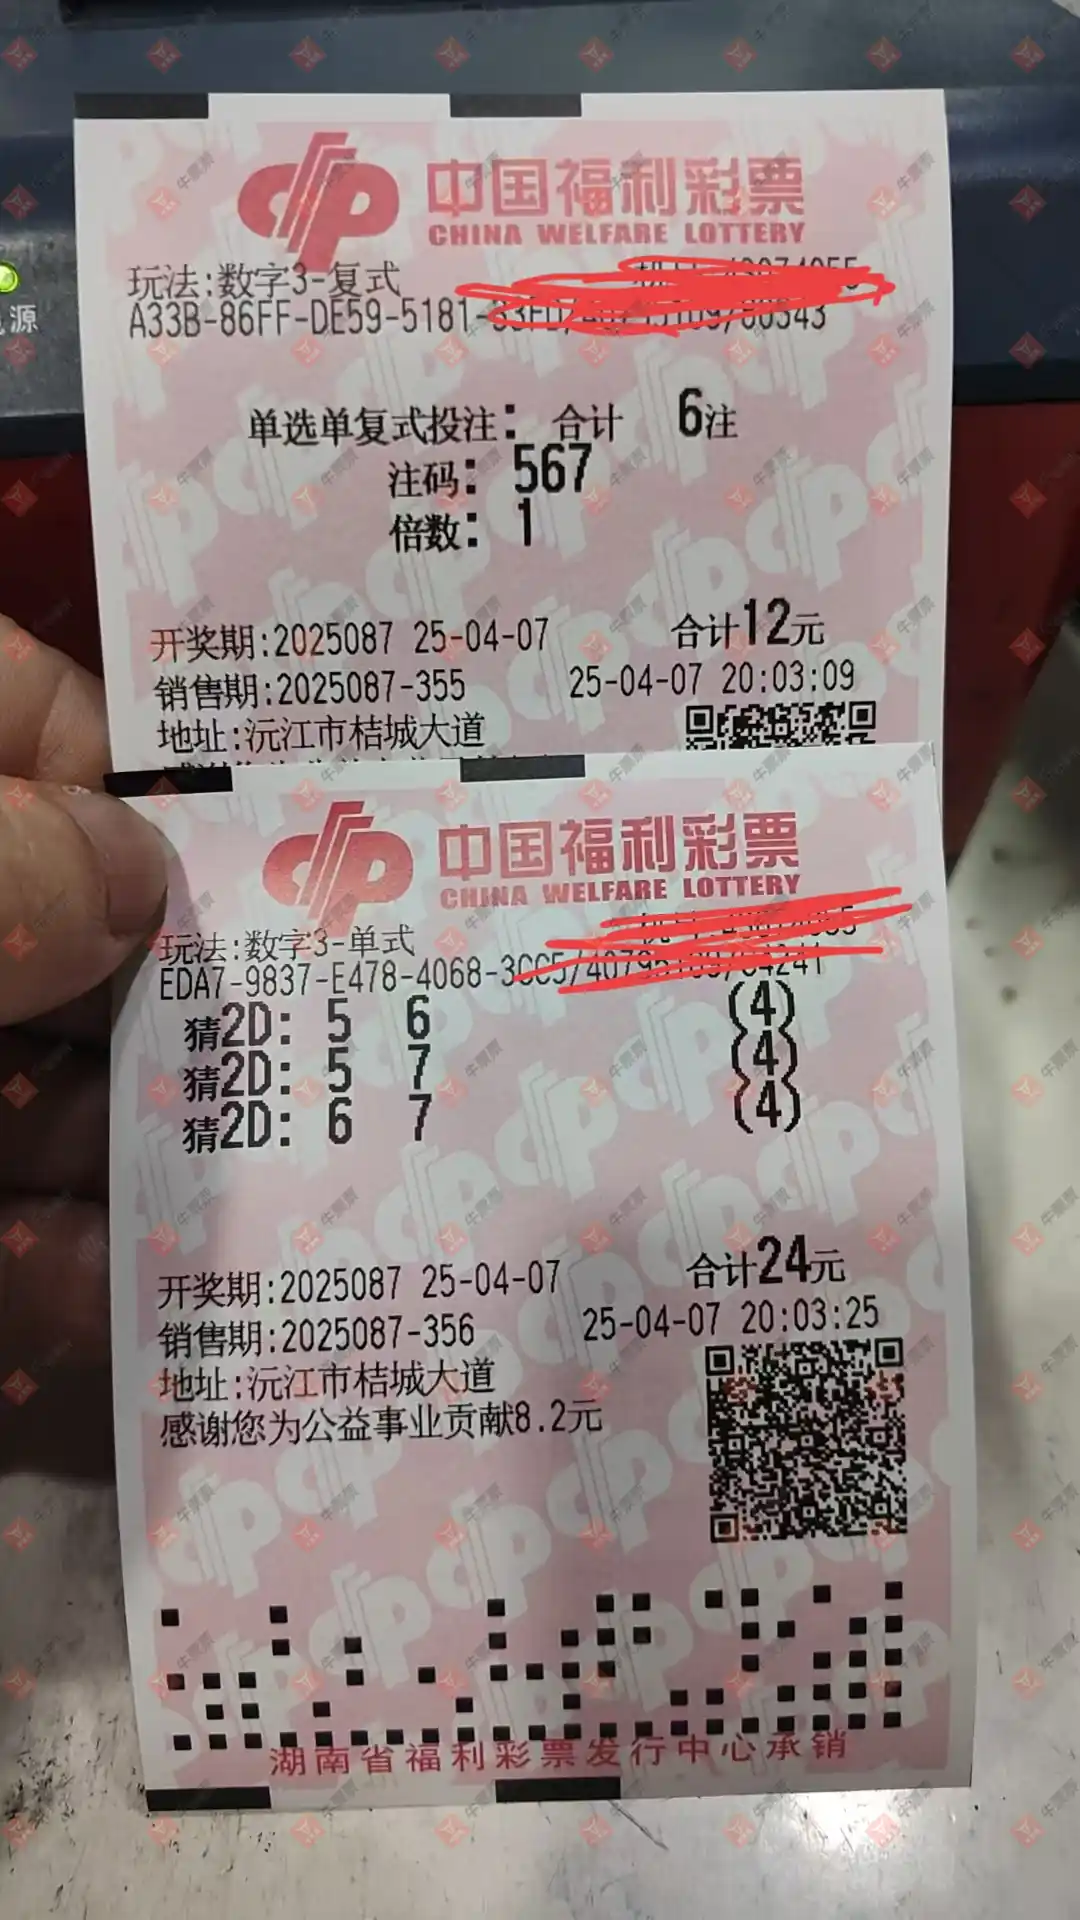 中国福利彩票
CHINA WELFARE LOTTERY
玩法:数字3-复式
A33B-86FF-DE59-5181-
单选单复式投注: 合计 6注
注码: 567
倍数: 1
开奖期:2025087 25-04-07 合计12元
销售期:2025087-355 25-04-07 20:03:09
地址:沅江市桔城大道
源
中国福利彩票
CHINA WELFARE LOTTERY
玩法:数字3-单式
EDA7-9837-E478-4068-3CC5/
猜2D: 5 6 (4)
猜2D: 5 7 (4)
猜2D: 6 7 (4)
开奖期:2025087 25-04-07 合计24元
销售期:2025087-356 25-04-07 20:03:25
地址:沅江市桔城大道
感谢您为公益事业贡献8.2元
湖南省福利彩票发行中心承销
牛票票